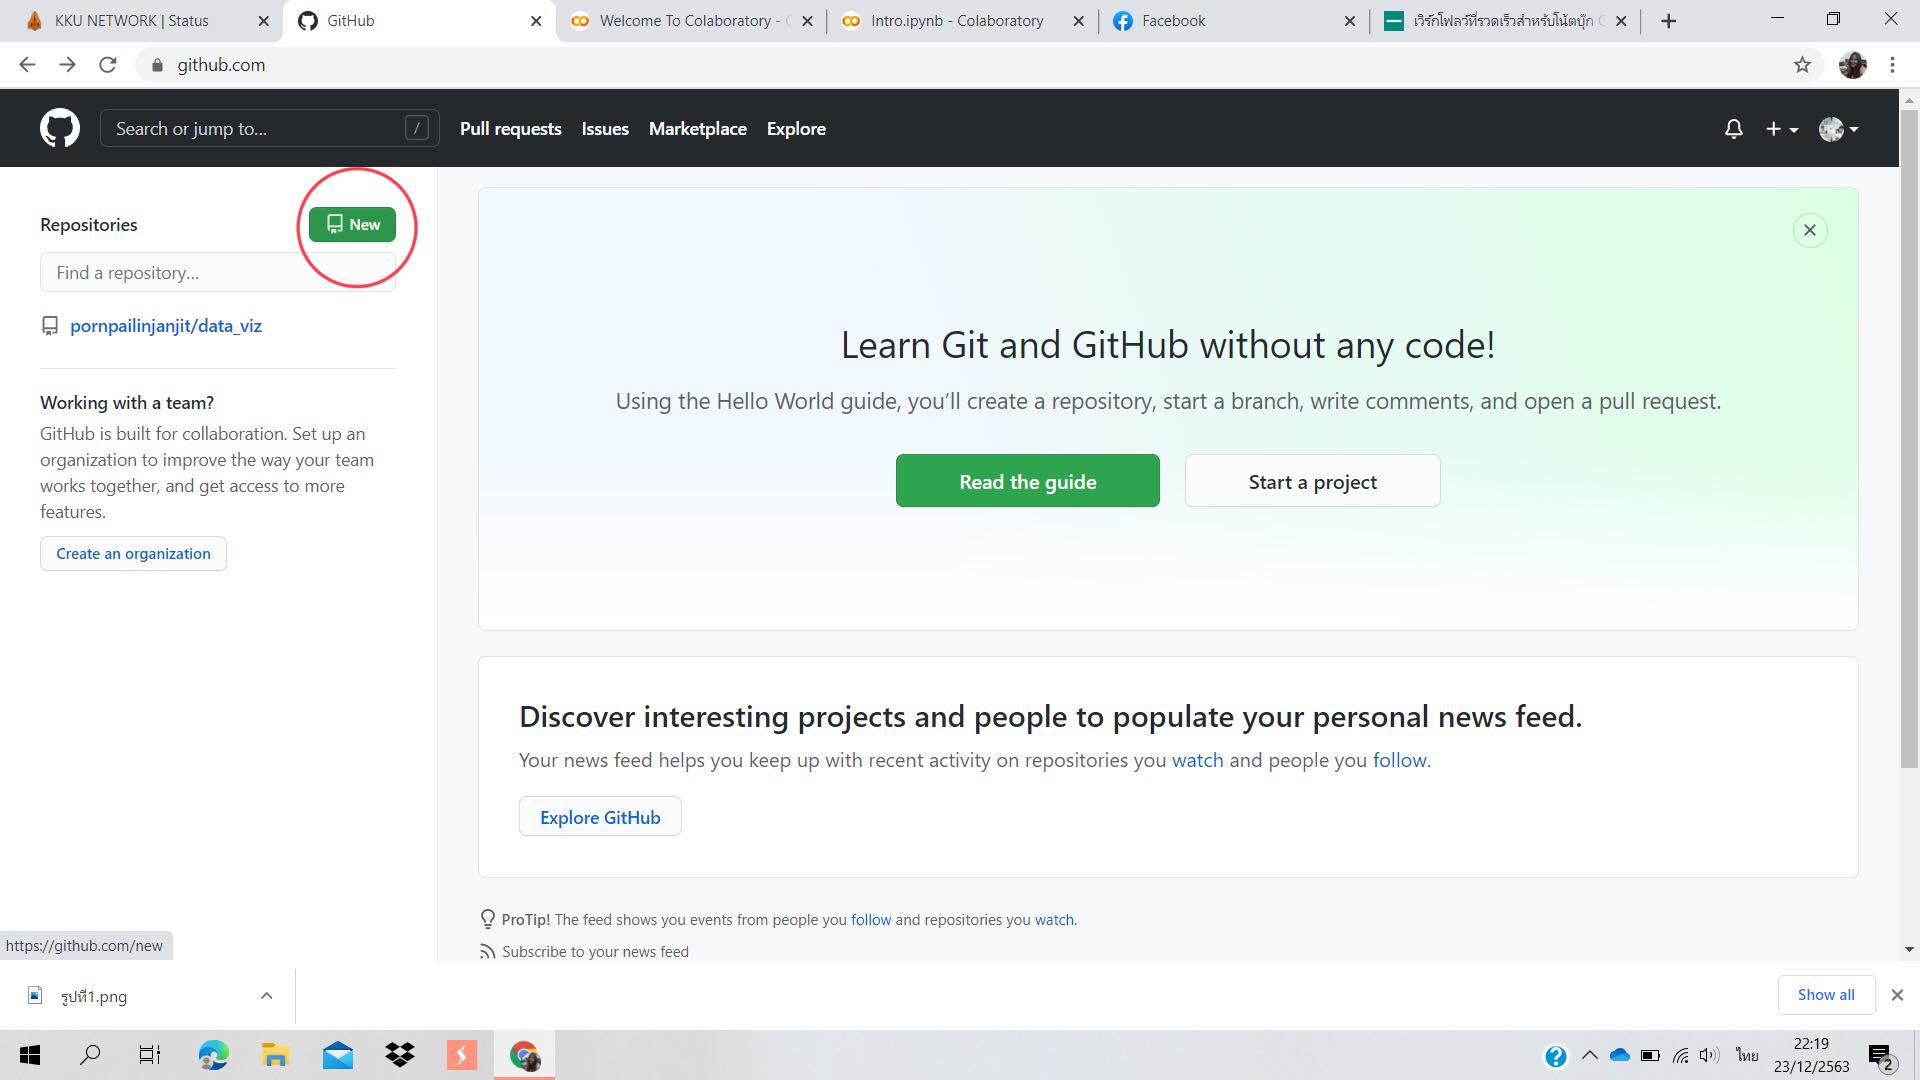 KKU NETWORK | Status
GitHub
Welcome To Colaboratory -
Intro.ipynb - Colaboratory
Facebook
เวิร์กโฟลว์ที่รวดเร็วสำหรับโน้ตบุ๊ก
github.com
Search or jump to...
/
Pull requests
Issues
Marketplace
Explore
Repositories
New
Find a repository...
pornpailinjanjit/data_viz
Working with a team?
GitHub is built for collaboration. Set up an
organization to improve the way your team
works together, and get access to more
features.
Create an organization
Learn Git and GitHub without any code!
Using the Hello World guide, you’ll create a repository, start a branch, write comments, and open a pull request.
Read the guide
Start a project
Discover interesting projects and people to populate your personal news feed.
Your news feed helps you keep up with recent activity on repositories you watch and people you follow.
Explore GitHub
ProTip! The feed shows you events from people you follow and repositories you watch.
Subscribe to your news feed
https://github.com/new
รูปที่1.png
Show all
ไทย
22:19
23/12/2563
2